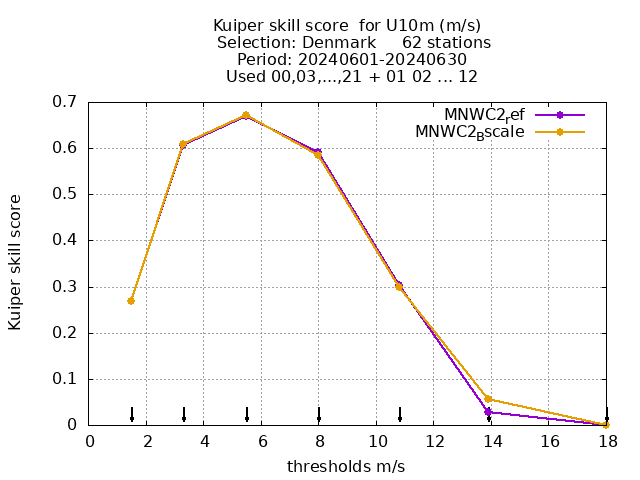 Kuiper skill score  for U10m (m/s)
Selection: Denmark     62 stations
Period: 20240601-20240630
Used 00,03,...,21 + 01 02 ... 12
MNWC2_ref
MNWC2_Bscale
0.7
0.6
0.5
0.4
0.3
0.2
0.1
0
Kuiper skill score
0 2 4 6 8 10 12 14 16 18
thresholds m/s